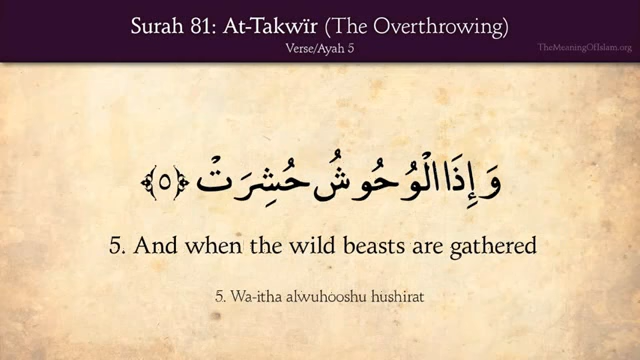 Surah 81: At-Takwïr (The Overthrowing)
Verse/Ayah 5
TheMeaningOfIslam.org
وَإِذَا الْوُحُوشُ حُشِرَتْ ﴿٥﴾
5. And when the wild beasts are gathered
5. Wa-itha alwuhooshu hushirat